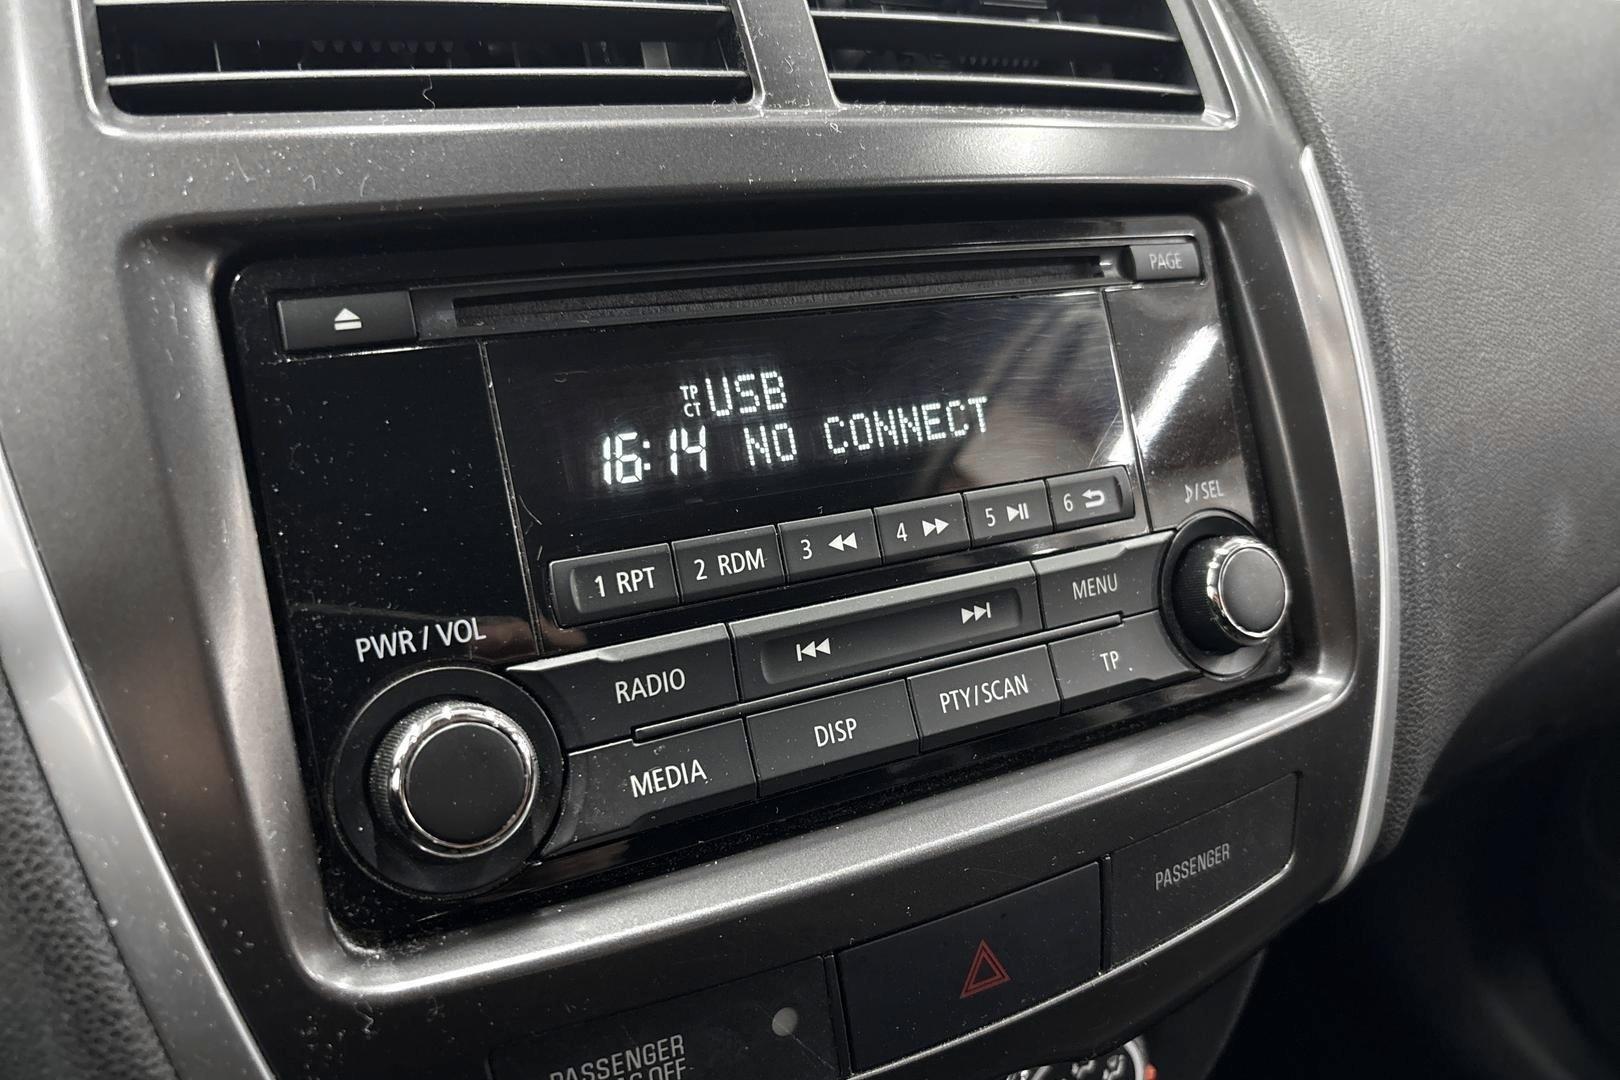 PAGE
TP
CT
USB
16:14 NO CONNECT
1 RPT
2 RDM
3
4
5
6
♪/SEL
PWR / VOL
RADIO
MENU
MEDIA
DISP
PTY/SCAN
TP
PASSENGER
PASSENGER
OFF